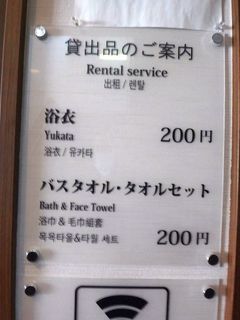 貸出品のご案内
Rental service
出租/렌탈
浴衣
Yukata 200円
浴衣/유카타
バスタオル・タオルセット
Bath & Face Towel
浴巾&毛巾組套
목욕타올&타월 세트 200円